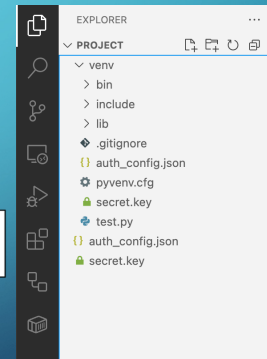 EXPLORER
PROJECT
venv
bin
include
lib
.gitignore
auth_config.json
pyvenv.cfg
secret.key
test.py
auth_config.json
secret.key